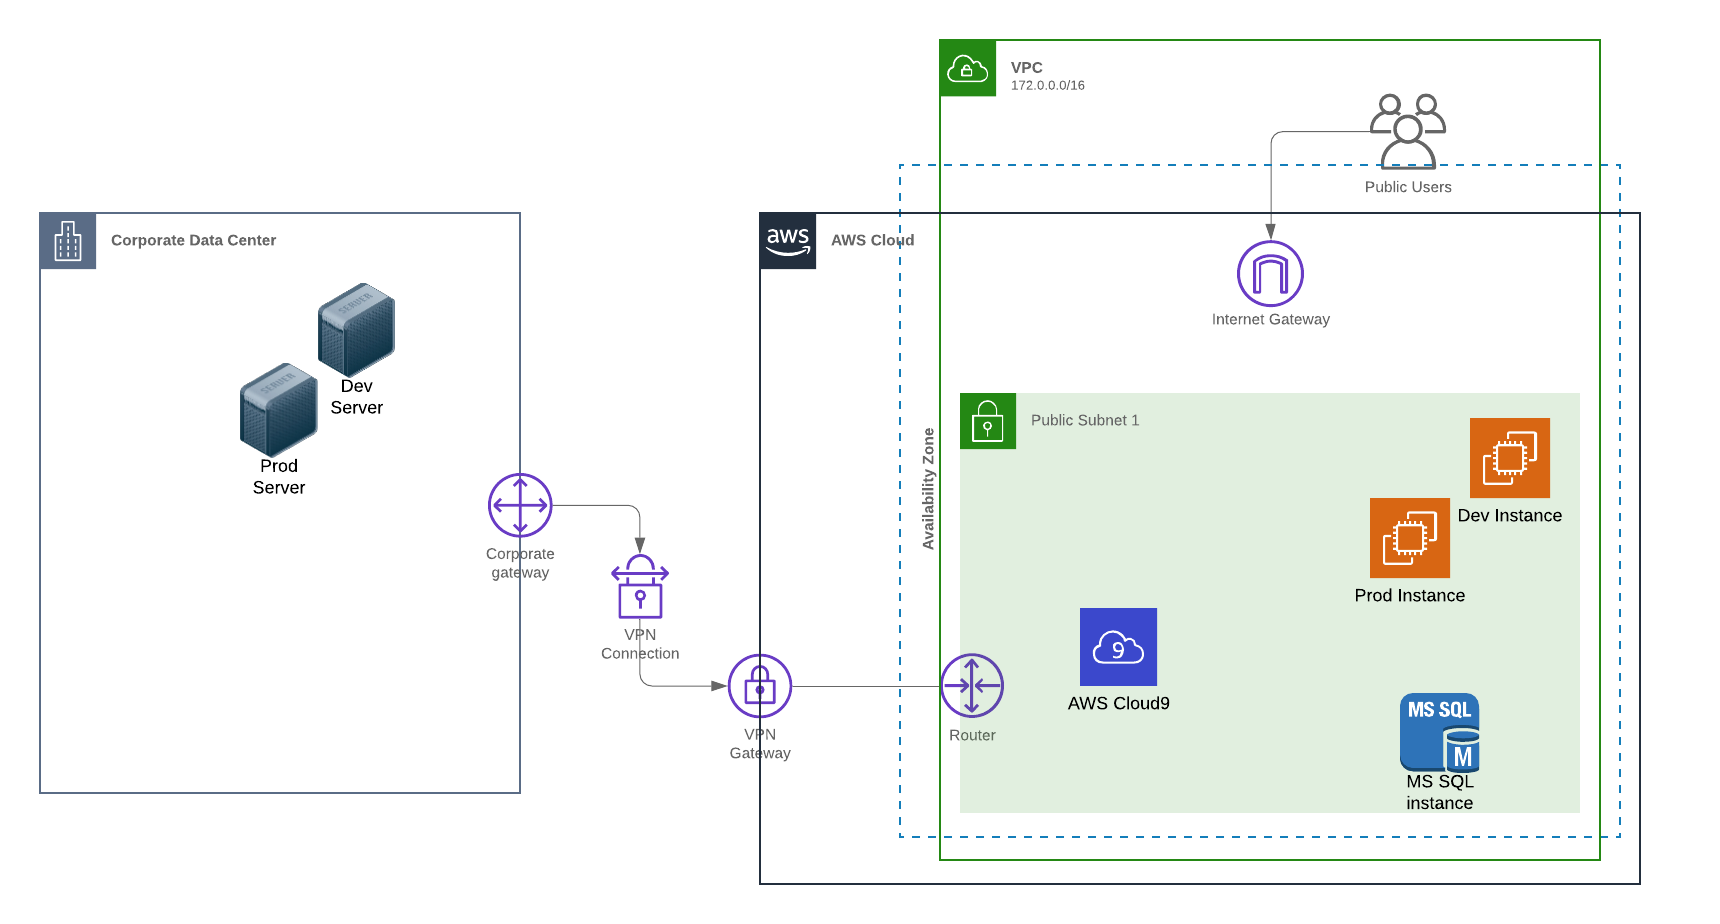 VPC
172.0.0.0/16
Public Users
Corporate Data Center
aws
AWS Cloud
Internet Gateway
SERVER
Dev
Server
SERVER
Prod
Server
Public Subnet 1
Availability Zone
Dev Instance
Prod Instance
Corporate
gateway
VPN
Connection
VPN
Gateway
Router
9
AWS Cloud9
MS SQL
M
MS SQL
instance